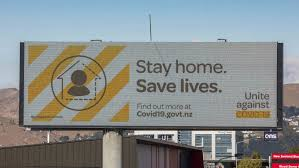 Stay home.
Save lives.
Find out more at
Covid19.govt.nz
Unite
against
COVID-19